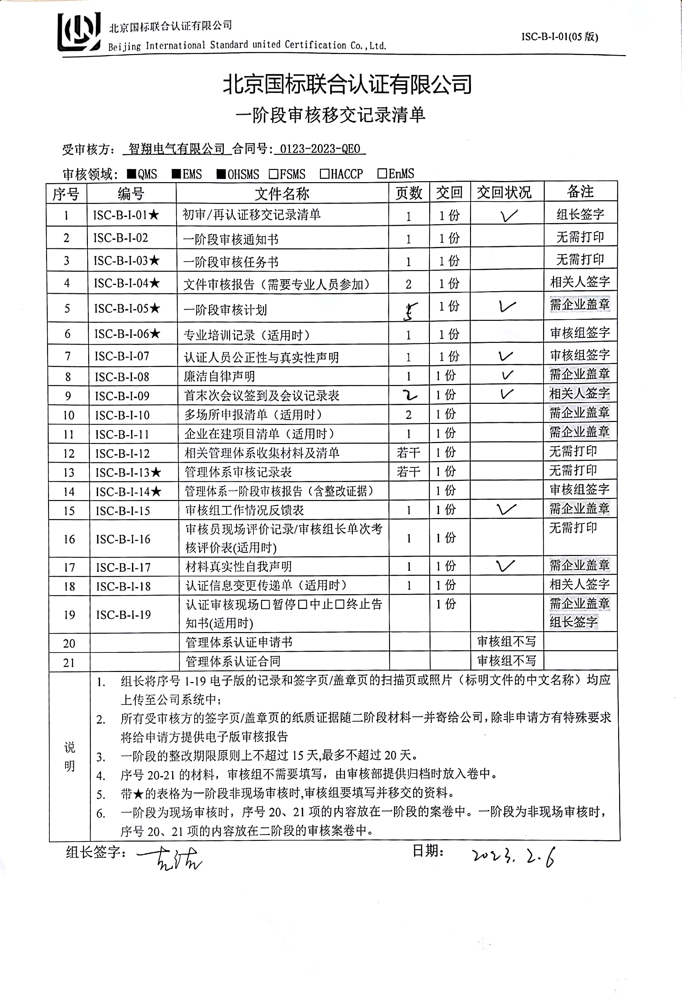 北京国标联合认证有限公司
Beijing International Standard united Certification Co.,Ltd.
ISC-B-I-01(05 版)
北京国标联合认证有限公司
一阶段审核移交记录清单
受审核方： 智翔电气有限公司 合同号：0123-2023-QEO
审核领域：■QMS ■EMS ■OHSMS □FSMS □HACCP □EnMS
序号 编号 文件名称 页数 交回 交回状况 备注
1 ISC-B-I-01★ 初审/再认证移交记录清单 1 1 份 ✓ 组长签字
2 ISC-B-I-02 一阶段审核通知书 1 1 份 无需打印
3 ISC-B-I-03★ 一阶段审核任务书 1 1 份 无需打印
4 ISC-B-I-04★ 文件审核报告（需要专业人员参加） 2 1 份 相关人签字
5 ISC-B-I-05★ 一阶段审核计划 5 1 份 ✓ 需企业盖章
6 ISC-B-I-06★ 专业培训记录（适用时） 1 1 份 审核组签字
7 ISC-B-I-07 认证人员公正性与真实性声明 1 1 份 ✓ 审核组签字
8 ISC-B-I-08 廉洁自律声明 1 1 份 ✓ 需企业盖章
9 ISC-B-I-09 首末次会议签到及会议记录表 2 1 份 ✓ 相关人签字
10 ISC-B-I-10 多场所申报清单（适用时） 2 1 份 需企业盖章
11 ISC-B-I-11 企业在建项目清单（适用时） 1 1 份 需企业盖章
12 ISC-B-I-12 相关管理体系收集材料及清单 若干 1 份 无需打印
13 ISC-B-I-13★ 管理体系审核记录表 若干 1 份 无需打印
14 ISC-B-I-14★ 管理体系一阶段审核报告（含整改证据） 1 份 审核组签字
15 ISC-B-I-15 审核组工作情况反馈表 1 1 份 ✓ 需企业盖章
16 ISC-B-I-16 审核员现场评价记录/审核组长单次考
核评价表(适用时) 1 1 份 无需打印
17 ISC-B-I-17 材料真实性自我声明 1 1 份 ✓ 需企业盖章
18 ISC-B-I-18 认证信息变更传递单（适用时） 1 1 份 相关人签字
19 ISC-B-I-19 认证审核现场□暂停□中止□终止告 1 份 需企业盖章
知书(适用时) 组长签字
20 管理体系认证申请书 审核组不写
21 管理体系认证合同 审核组不写
说明
1. 组长将序号 1-19 电子版的记录和签字页/盖章页的扫描页或照片（标明文件的中文名称）均应
上传至公司系统中；
2. 所有受审核方的签字页/盖章页的纸质证据随二阶段材料一并寄给公司，除非申请方有特殊要求
将给申请方提供电子版审核报告
3. 一阶段的整改期限原则上不超过 15 天,最多不超过 20 天。
4. 序号 20-21 的材料，审核组不需要填写，由审核部提供归档时放入卷中。
5. 带★的表格为一阶段非现场审核时,审核组要填写并移交的资料。
6. 一阶段为现场审核时，序号 20、21 项的内容放在一阶段的案卷中。一阶段为非现场审核时，
序号 20、21 项的内容放在二阶段的审核案卷中。
组长签字： 日期： 2023.2.6